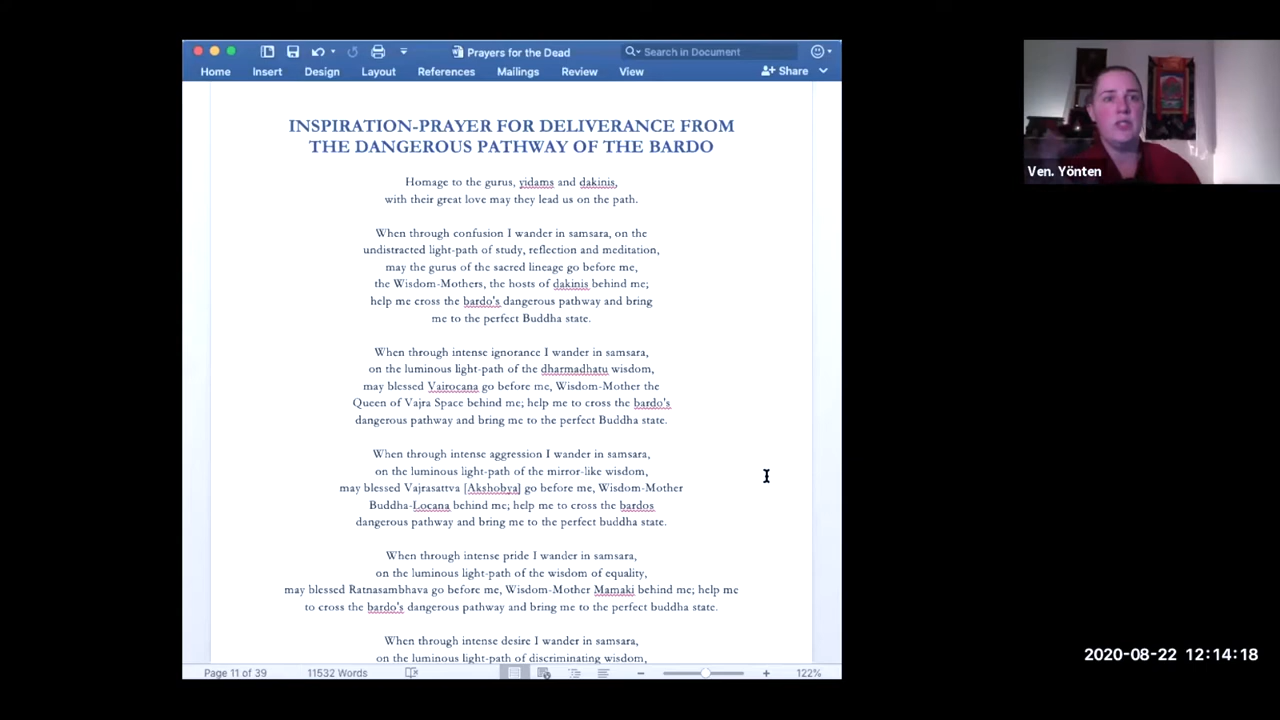 Prayers for the Dead
Search in Document
Home Insert Design Layout References Mailings Review View Share
INSPIRATION-PRAYER FOR DELIVERANCE FROM
THE DANGEROUS PATHWAY OF THE BARDO
Homage to the gurus, yidams and dakinis,
with their great love may they lead us on the path.
When through confusion I wander in samsara, on the
undistracted light-path of study, reflection and meditation,
may the gurus of the sacred lineage go before me,
the Wisdom-Mothers, the hosts of dakinis behind me;
help me cross the bardo's dangerous pathway and bring
me to the perfect Buddha state.
When through intense ignorance I wander in samsara,
on the luminous light-path of the dharmadhatu wisdom,
may blessed Vairocana go before me, Wisdom-Mother the
Queen of Vajra Space behind me; help me to cross the bardo's
dangerous pathway and bring me to the perfect Buddha state.
When through intense aggression I wander in samsara,
on the luminous light-path of the mirror-like wisdom,
may blessed Vajrasattva [Akshobya] go before me, Wisdom-Mother
Buddha-Locana behind me; help me to cross the bardos
dangerous pathway and bring me to the perfect buddha state.
When through intense pride I wander in samsara,
on the luminous light-path of the wisdom of equality,
may blessed Ratnasambhava go before me, Wisdom-Mother Mamaki behind me; help me
to cross the bardo's dangerous pathway and bring me to the perfect buddha state.
When through intense desire I wander in samsara,
on the luminous light-path of discriminating wisdom,
Page 11 of 39 11532 Words 122%
Ven. Yönten
2020-08-22 12:14:18